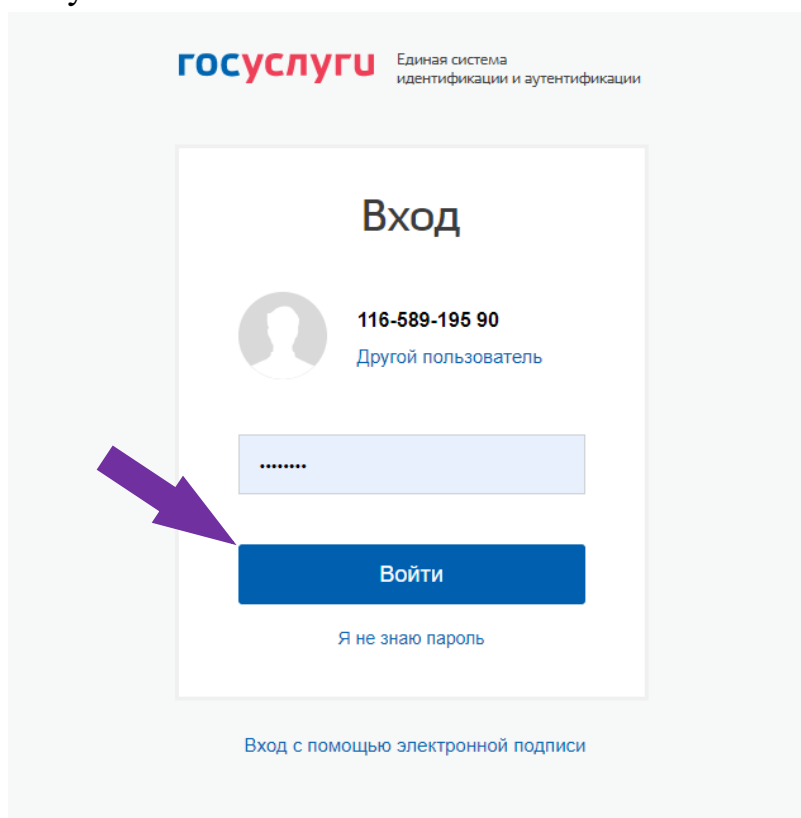 госуслуги
Единая система
идентификации и аутентификации
Вход
116-589-195 90
Другой пользователь
••••••••
Войти
Я не знаю пароль
Вход с помощью электронной подписи